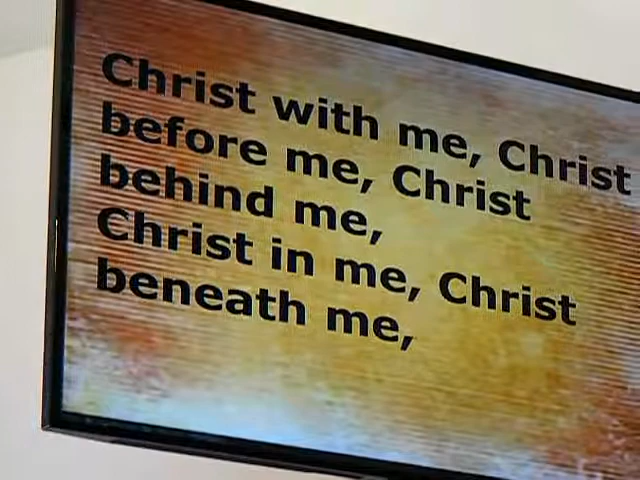 Christ with me, Christ
before me, Christ
behind me,
Christ in me, Christ
beneath me,